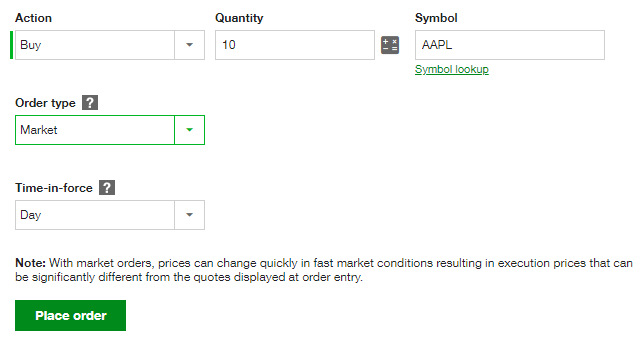 Action Quantity Symbol
Buy 10 AAPL
Symbol lookup
Order type ?
Market
Time-in-force ?
Day
Note: With market orders, prices can change quickly in fast market conditions resulting in execution prices that can
be significantly different from the quotes displayed at order entry.
Place order